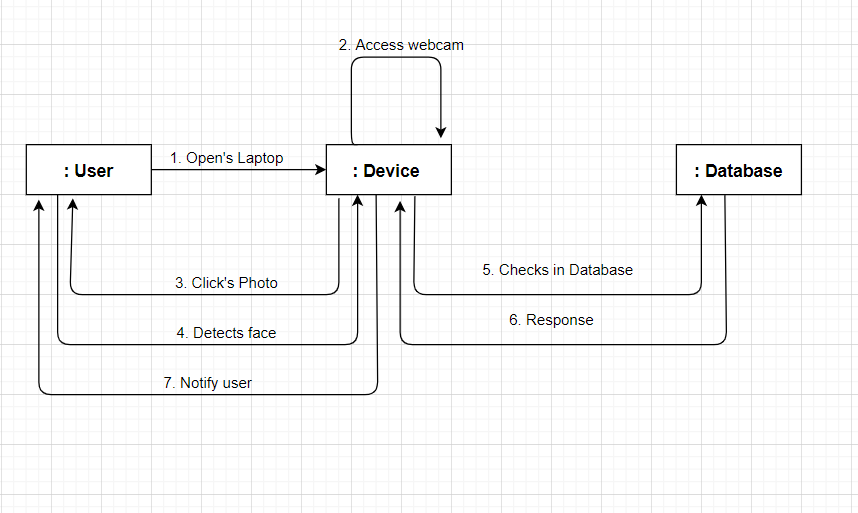 2. Access webcam
1. Open's Laptop
: User
: Device
: Database
5. Checks in Database
3. Click's Photo
6. Response
4. Detects face
7. Notify user